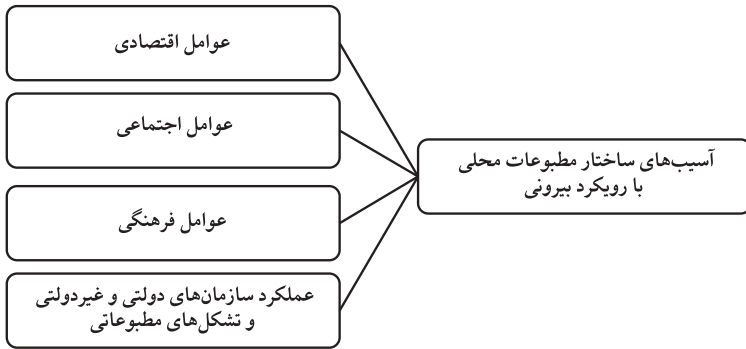 آسیب‌های ساختار مطبوعات محلی
با رویکرد بیرونی
عوامل اقتصادی
عوامل اجتماعی
عوامل فرهنگی
عملکرد سازمان‌های دولتی و غیردولتی
و تشکل‌های مطبوعاتی